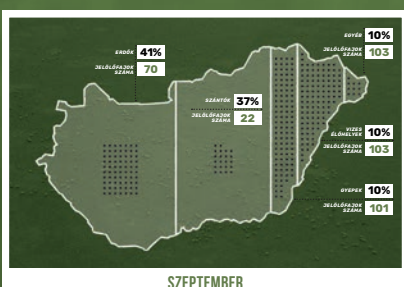 ERDŐK 41%
JELÖLŐFAJOK
SZÁMA 70
SZÁNTÓK 37%
JELÖLŐFAJOK
SZÁMA 22
EGYÉB 10%
JELÖLŐFAJOK
SZÁMA 103
VIZES
ÉLŐHELYEK 10%
JELÖLŐFAJOK
SZÁMA 103
GYEPEK 10%
JELÖLŐFAJOK
SZÁMA 101
SZEPTEMBER